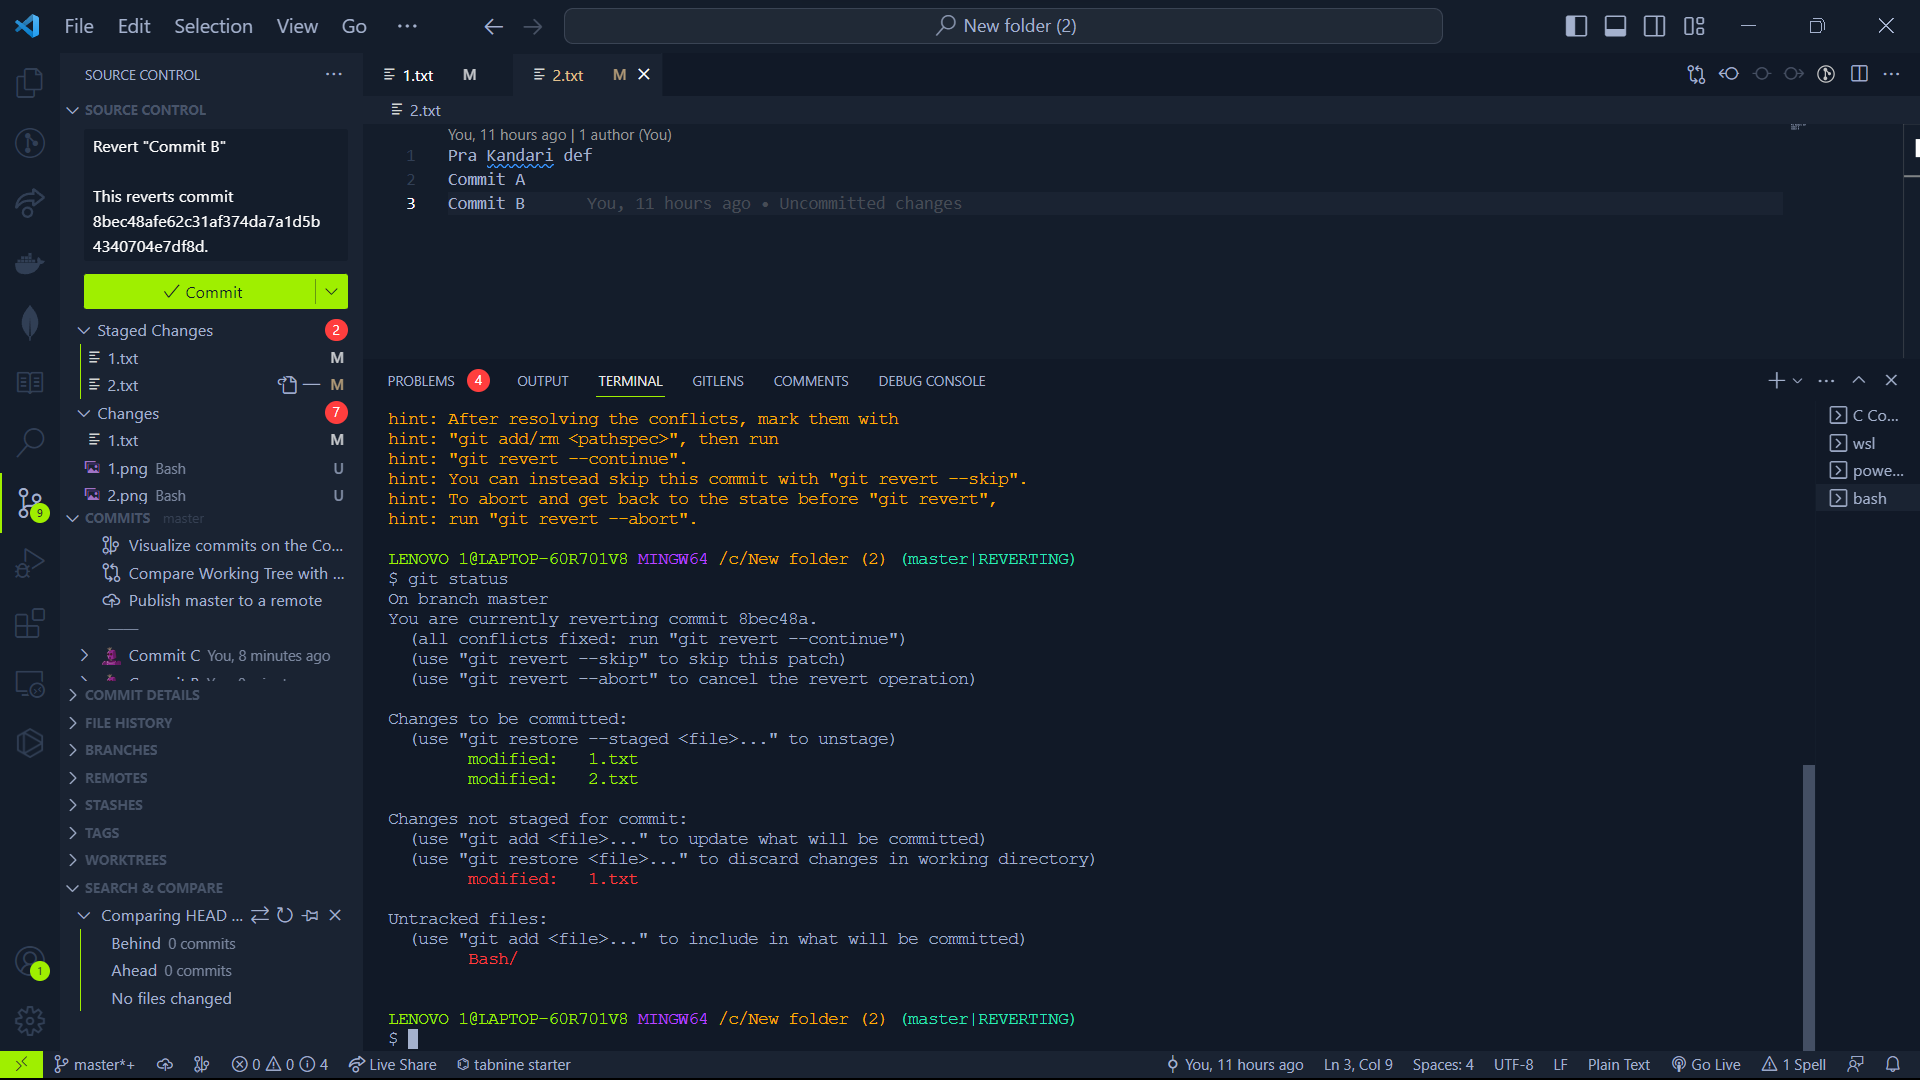 File Edit Selection View Go ··· New folder (2)
SOURCE CONTROL ···
SOURCE CONTROL
Revert "Commit B"
This reverts commit
8bec48afe62c31af374da7a1d5b
4340704e7df8d.
Commit
Staged Changes 2
1.txt M
2.txt M
Changes 7
1.txt M
1.png Bash U
2.png Bash U
9
COMMITS master
Visualize commits on the Co...
Compare Working Tree with ...
Publish master to a remote
Commit C You, 8 minutes ago
COMMIT DETAILS
FILE HISTORY
BRANCHES
REMOTES
STASHES
TAGS
WORKTREES
SEARCH & COMPARE
Comparing HEAD ...
Behind 0 commits
Ahead 0 commits
No files changed
1
1.txt M 2.txt M
2.txt
You, 11 hours ago | 1 author (You)
1 Pra Kandari def
2 Commit A
3 Commit B You, 11 hours ago • Uncommitted changes
PROBLEMS 4 OUTPUT TERMINAL GITLENS COMMENTS DEBUG CONSOLE
hint: After resolving the conflicts, mark them with
hint: "git add/rm <pathspec>", then run
hint: "git revert --continue".
hint: You can instead skip this commit with "git revert --skip".
hint: To abort and get back to the state before "git revert",
hint: run "git revert --abort".
LENOVO 1@LAPTOP-60R701V8 MINGW64 /c/New folder (2) (master|REVERTING)
$ git status
On branch master
You are currently reverting commit 8bec48a.
(all conflicts fixed: run "git revert --continue")
(use "git revert --skip" to skip this patch)
(use "git revert --abort" to cancel the revert operation)
Changes to be committed:
(use "git restore --staged <file>..." to unstage)
modified: 1.txt
modified: 2.txt
Changes not staged for commit:
(use "git add <file>..." to update what will be committed)
(use "git restore <file>..." to discard changes in working directory)
modified: 1.txt
Untracked files:
(use "git add <file>..." to include in what will be committed)
Bash/
LENOVO 1@LAPTOP-60R701V8 MINGW64 /c/New folder (2) (master|REVERTING)
$
C Co...
wsl
powe...
bash
master*+ 0 0 4 Live Share tabnine starter You, 11 hours ago Ln 3, Col 9 Spaces: 4 UTF-8 LF Plain Text Go Live 1 Spell